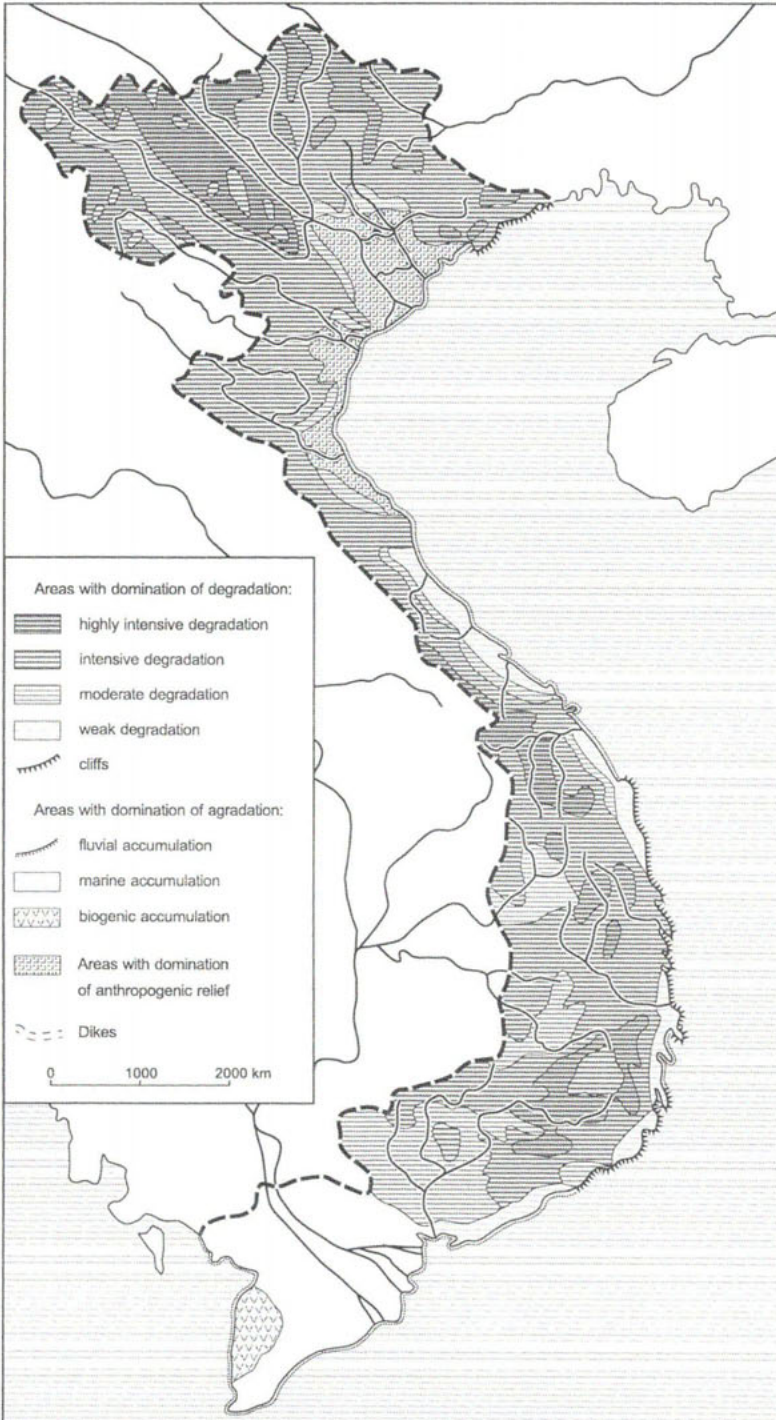 Areas with domination of degradation:
highly intensive degradation
intensive degradation
moderate degradation
weak degradation
cliffs
Areas with domination of agradation:
fluvial accumulation
marine accumulation
biogenic accumulation
Areas with domination
of anthropogenic relief
Dikes
0 1000 2000 km